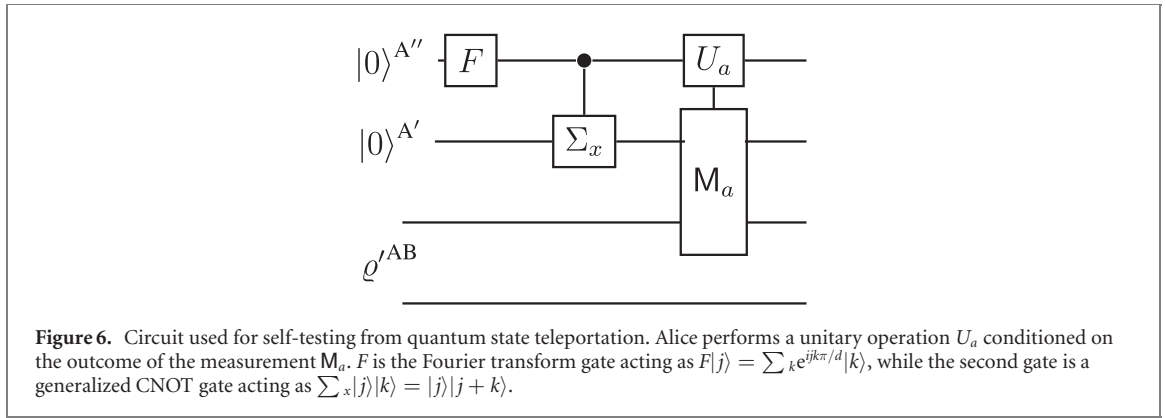 |0⟩^A'' F U_a
|0⟩^A' Σ_x M_a
ϱ'^AB
Figure 6. Circuit used for self-testing from quantum state teleportation. Alice performs a unitary operation U_a conditioned on
the outcome of the measurement M_a. F is the Fourier transform gate acting as F|j⟩ = ∑_k e^{ijkπ/d}|k⟩, while the second gate is a
generalized CNOT gate acting as ∑_x|j⟩|k⟩ = |j⟩|j + k⟩.